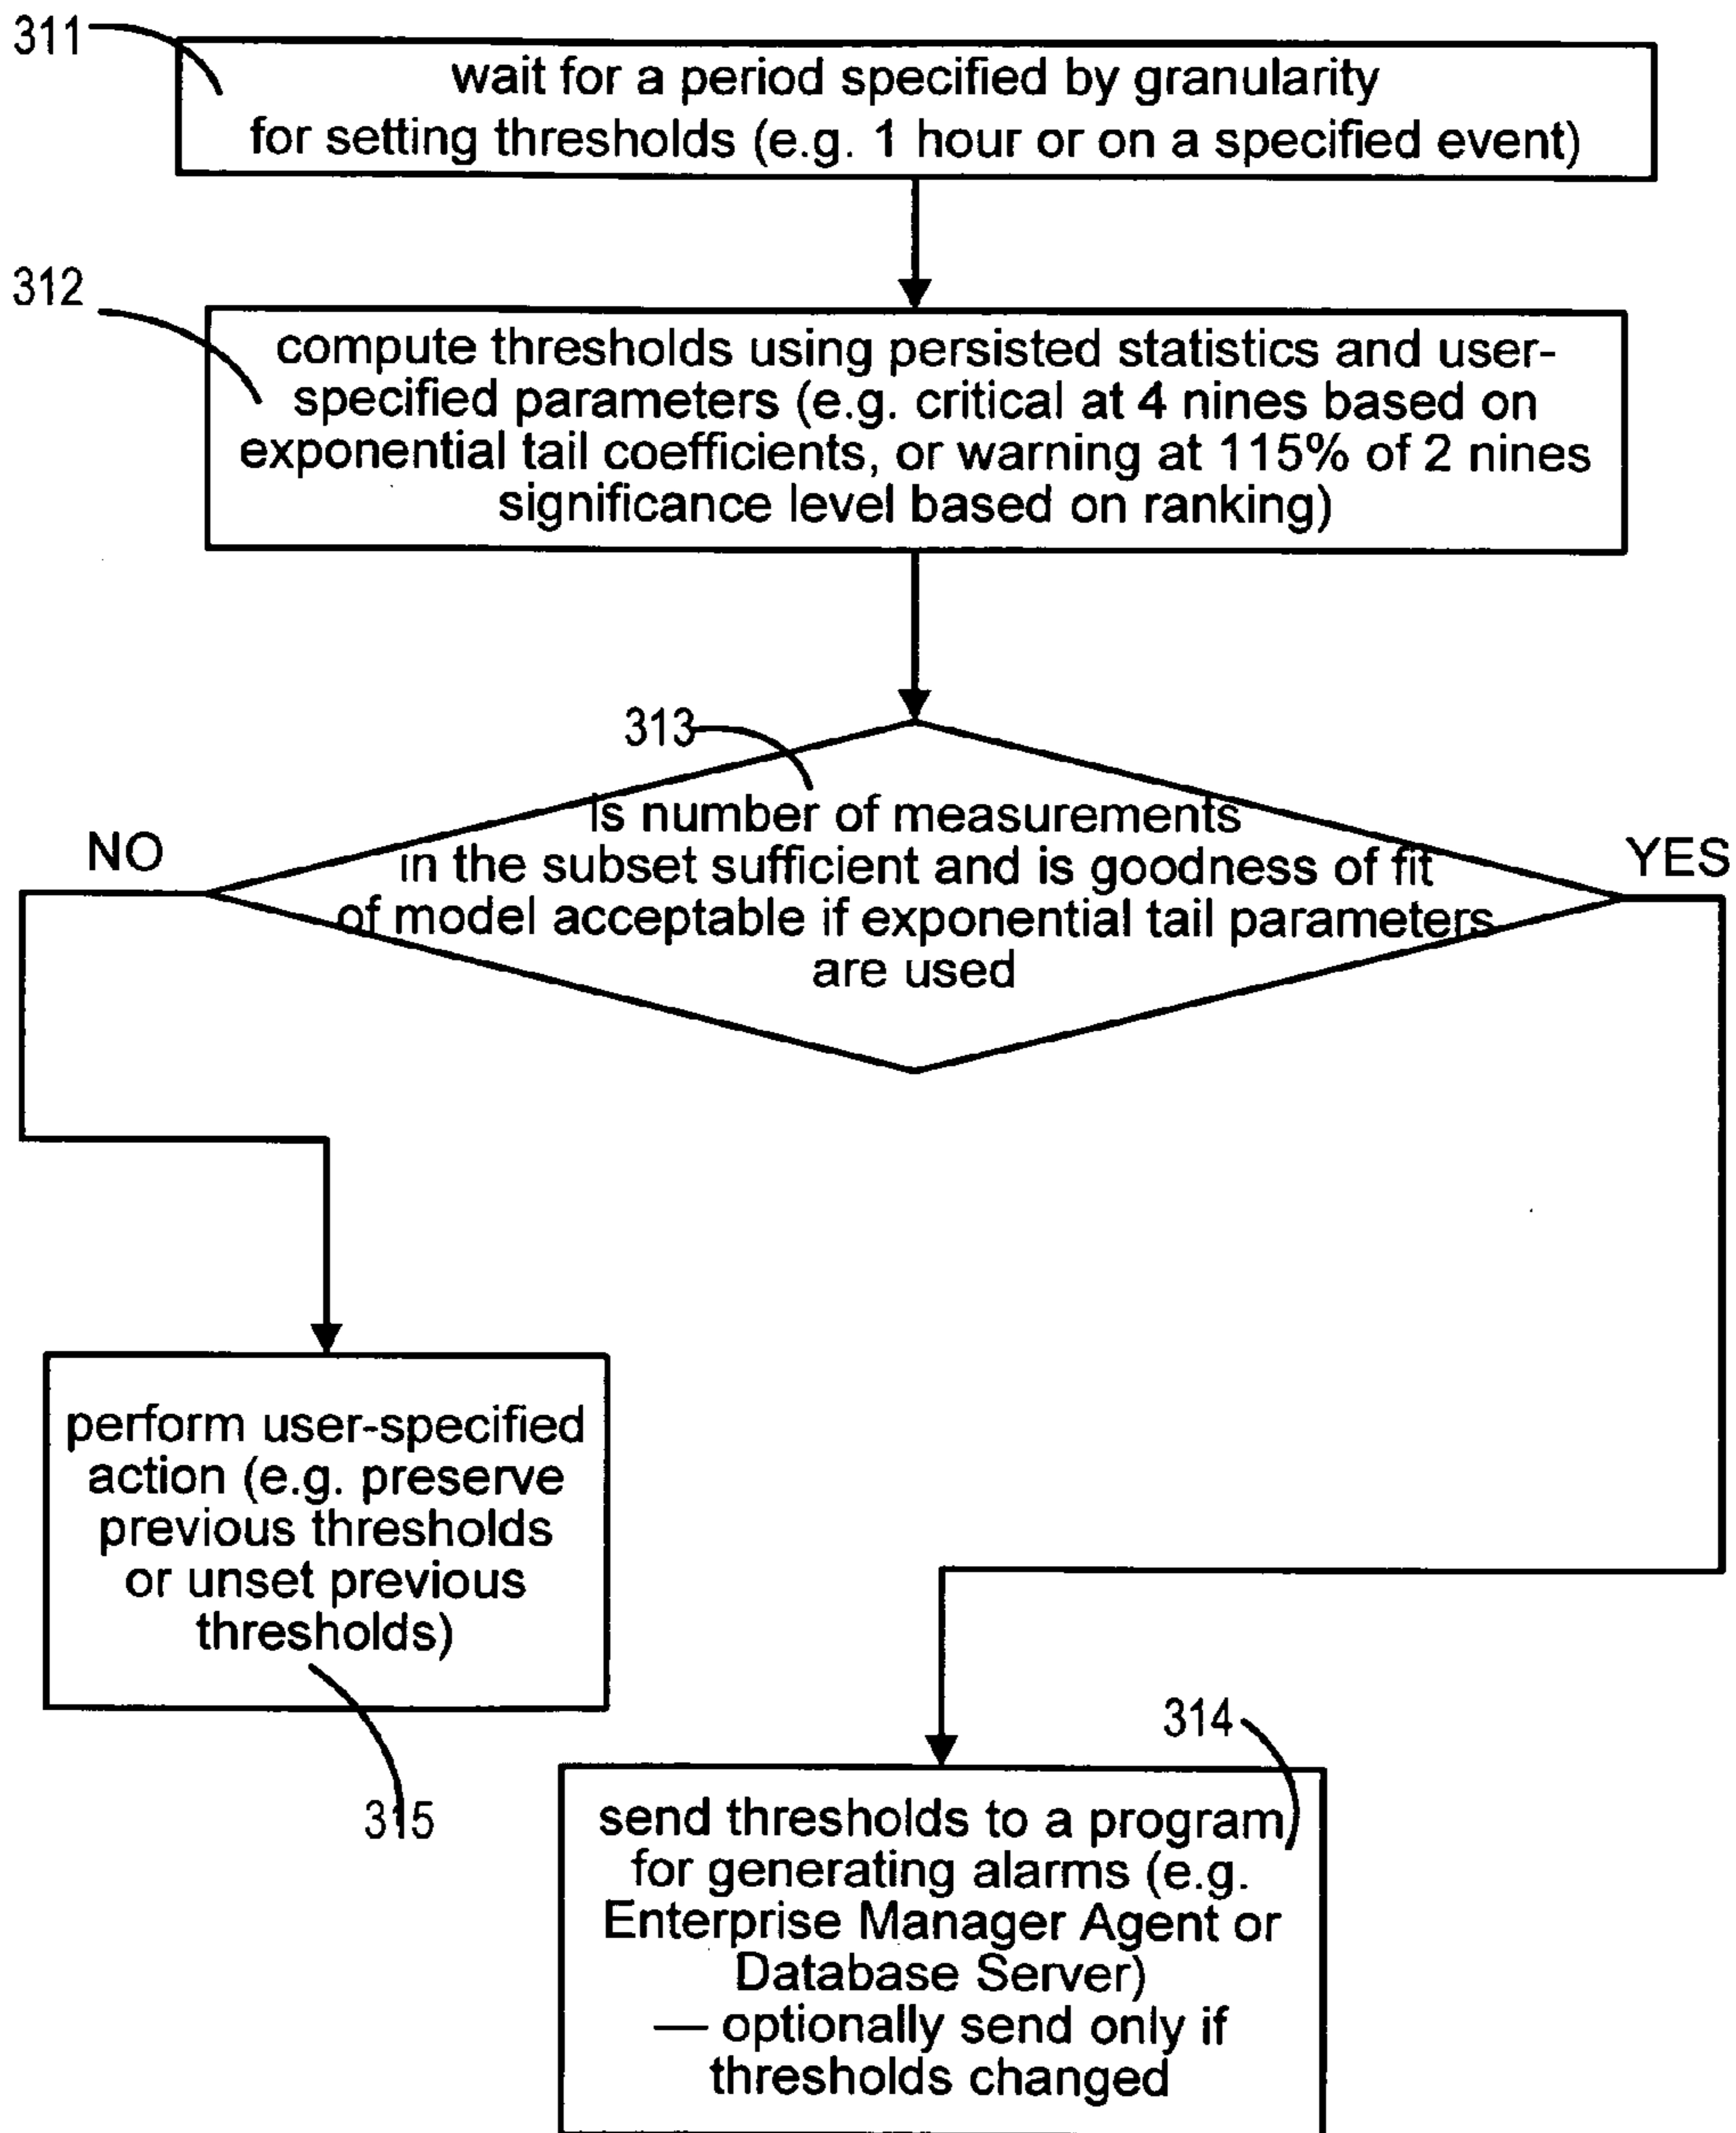 311
wait for a period specified by granularity
for setting thresholds (e.g. 1 hour or on a specified event)
312
compute thresholds using persisted statistics and user-
specified parameters (e.g. critical at 4 nines based on
exponential tail coefficients, or warning at 115% of 2 nines
significance level based on ranking)
313
is number of measurements
in the subset sufficient and is goodness of fit
of model acceptable if exponential tail parameters
are used
NO
YES
perform user-specified
action (e.g. preserve
previous thresholds
or unset previous
thresholds)
315
314
send thresholds to a program
for generating alarms (e.g.
Enterprise Manager Agent or
Database Server)
— optionally send only if
thresholds changed